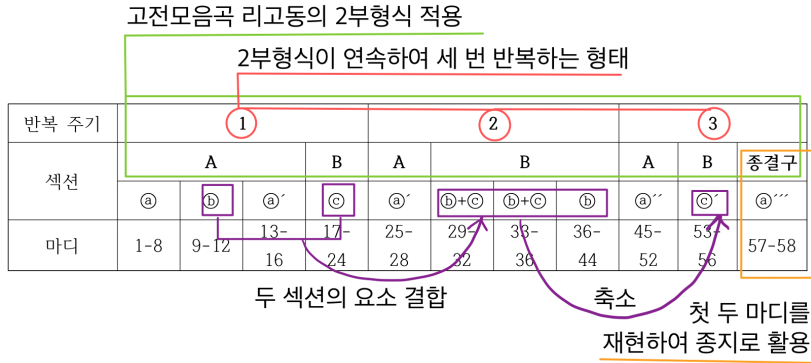 고전모음곡 리고동의 2부형식 적용
2부형식이 연속하여 세 번 반복하는 형태
반복 주기 1 2 3
섹션 A B A B A B 종결구
ⓐ ⓑ ⓐ′ ⓒ ⓐ′ ⓑ+ⓒ ⓑ+ⓒ ⓑ ⓐ′′ ⓒ′ ⓐ′′′
마디 1-8 9-12 13-16 17-24 25-28 29-32 33-36 36-44 45-52 53-56 57-58
두 섹션의 요소 결합
축소
첫 두 마디를
재현하여 종지로 활용